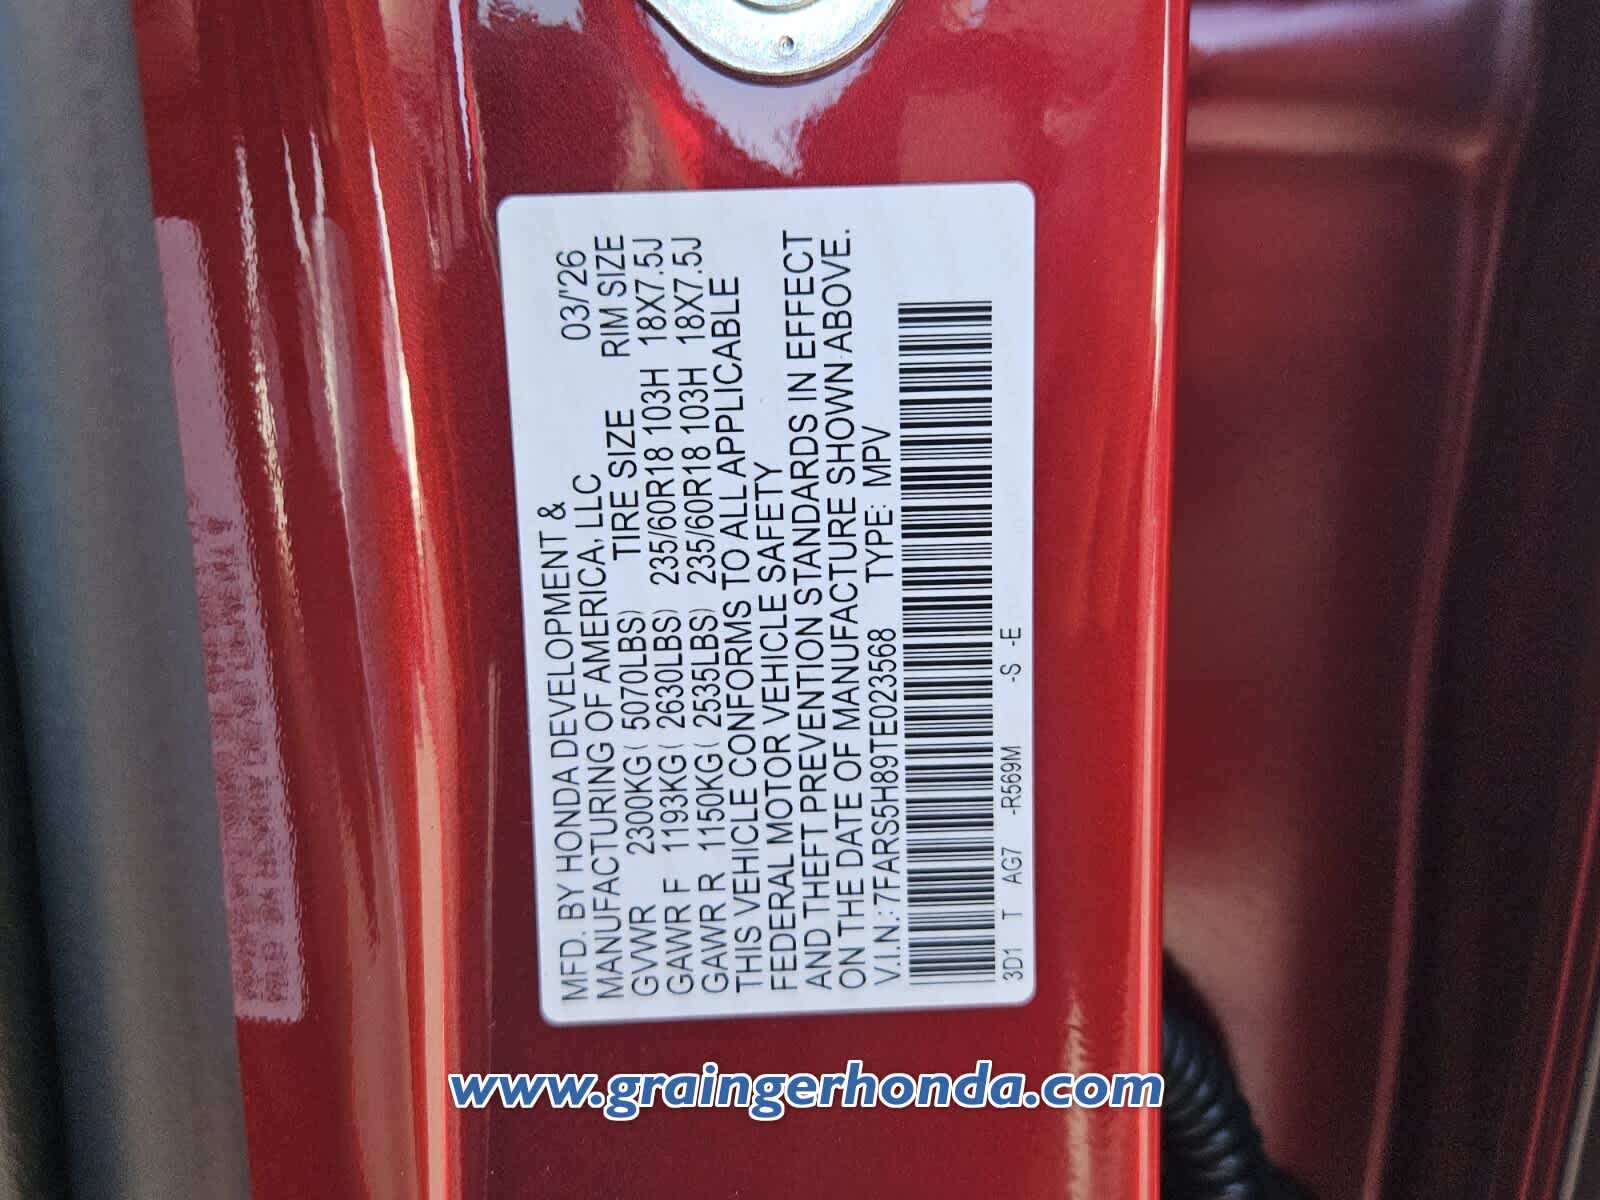 MFD. BY HONDA DEVELOPMENT &
MANUFACTURING OF AMERICA, LLC 03/'26
TIRE SIZE RIM SIZE
GVWR 2300KG ( 5070LBS)
GAWR F 1193KG ( 2630LBS) 235/60R18 103H 18X7.5J
GAWR R 1150KG ( 2535LBS) 235/60R18 103H 18X7.5J
THIS VEHICLE CONFORMS TO ALL APPLICABLE
FEDERAL MOTOR VEHICLE SAFETY
AND THEFT PREVENTION STANDARDS IN EFFECT
ON THE DATE OF MANUFACTURE SHOWN ABOVE.
V.I.N.: 7FARS5H89TE023568 TYPE: MPV
3D1 T AG7 -R569M -S -E
www.graingerhonda.com